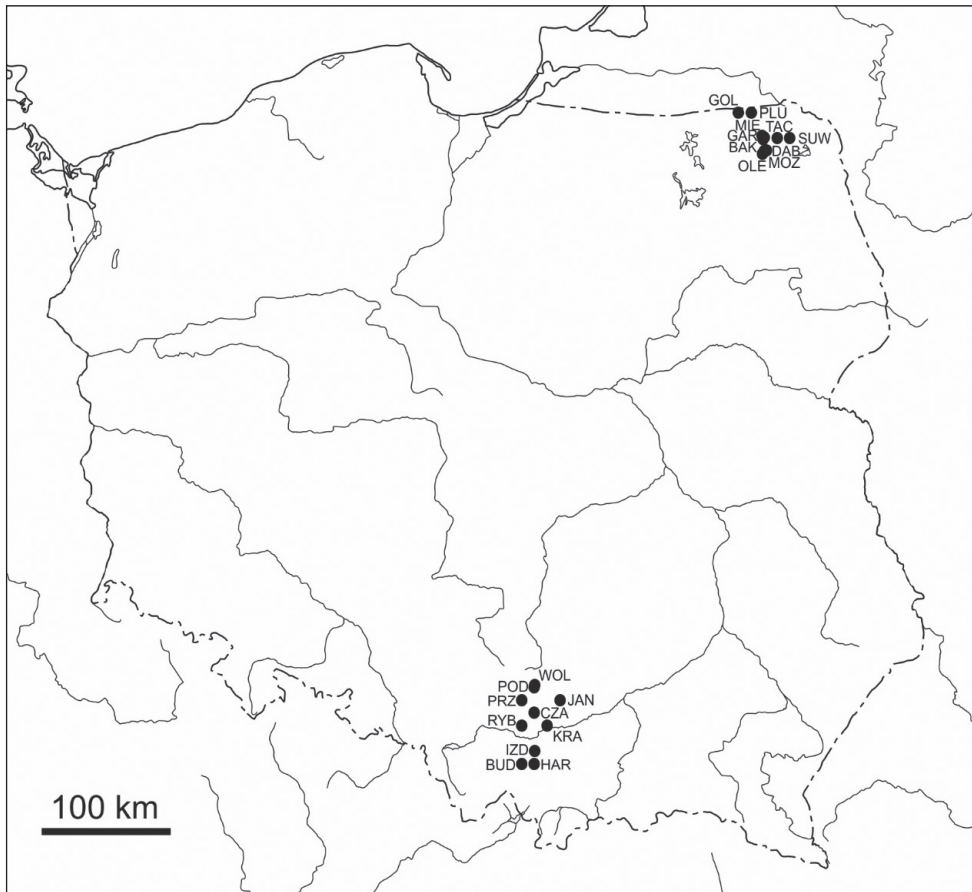 GOL PLU
MIE TAC
GAR SUW
BAK DAB
OLE MOZ
WOL
POD
PRZ JAN
CZA
RYB KRA
IZD
BUD HAR
100 km